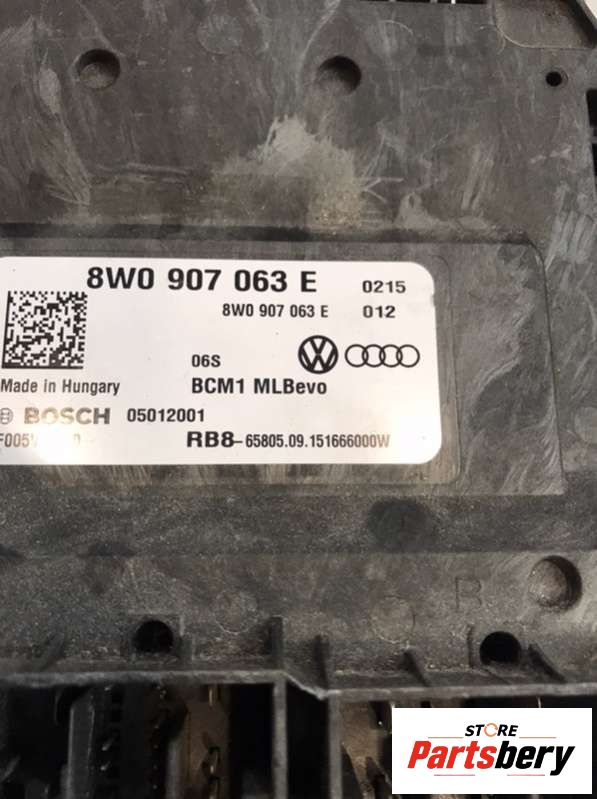 8W0 907 063 E 0215
8W0 907 063 E 012
06S
Made in Hungary BCM1 MLBevo
BOSCH 05012001
RB8-65805.09.151666000W
R
STORE
Partsbery